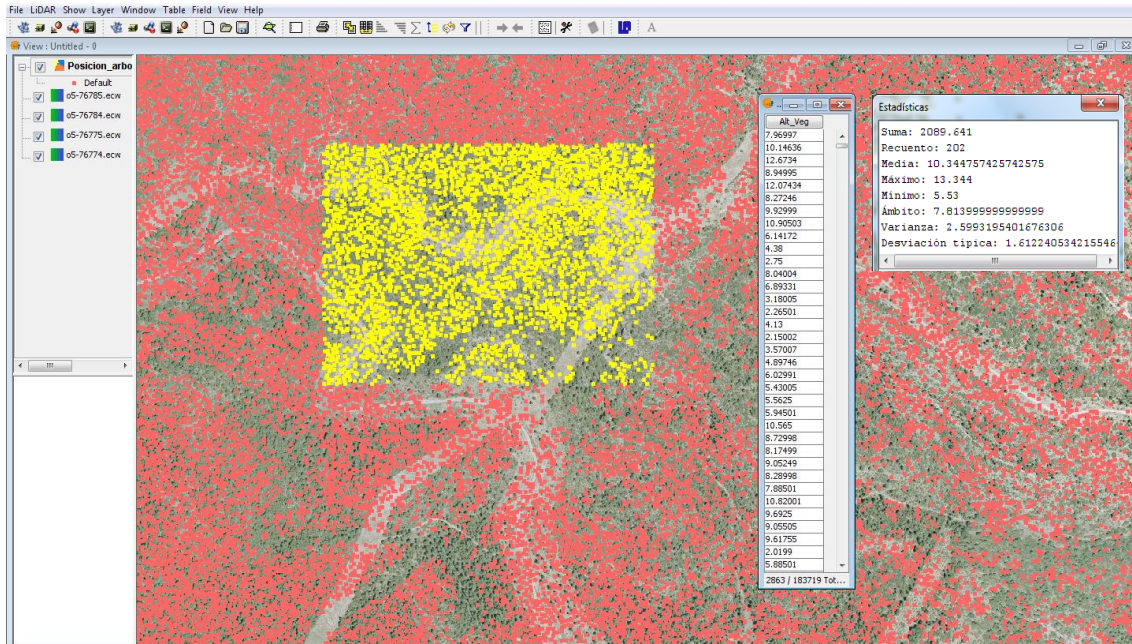 File LiDAR Show Layer Window Table Field View Help
View : Untitled - 0
Posicion_arbo
Default
o5-76785.ecw
o5-76784.ecw
o5-76775.ecw
o5-76774.ecw
Alt_Veg
7.96997
10.14636
12.6734
8.94995
12.07434
8.27246
9.92999
10.90503
6.14172
4.38
2.75
8.04004
6.89331
3.18005
2.26501
4.13
2.15002
3.57007
4.89746
6.02991
5.43005
5.5625
5.94501
10.565
8.72998
8.17499
9.05249
8.28998
7.88501
10.82001
9.6925
9.05505
9.61755
2.0199
5.88501
2863 / 183719 Tot...
Estadísticas
Suma: 2089.641
Recuento: 202
Media: 10.344757425742575
Máximo: 13.344
Mínimo: 5.53
Ámbito: 7.813999999999999
Varianza: 2.5993195401676306
Desviación típica: 1.612240534215546